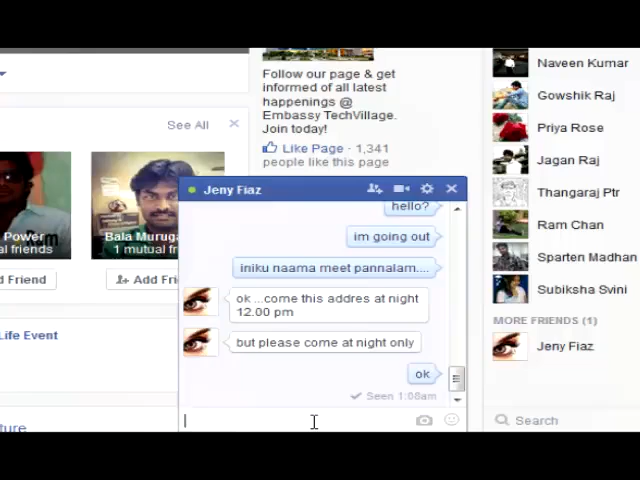 Follow our page & get
informed of all latest
happenings @
Embassy TechVillage.
Join today!
Like Page · 1,341
people like this page
See All
Power
al friends
Bala Muruga
1 mutual f
dd Friend
Add Fri
Life Event
cture
Jeny Fiaz
hello?
im going out
iniku naama meet pannalam....
ok ...come this addres at night
12.00 pm
but please come at night only
ok
Seen 1:08am
Naveen Kumar
Gowshik Raj
Priya Rose
Jagan Raj
Thangaraj Ptr
Ram Chan
Sparten Madhan
Subiksha Svini
MORE FRIENDS (1)
Jeny Fiaz
Search